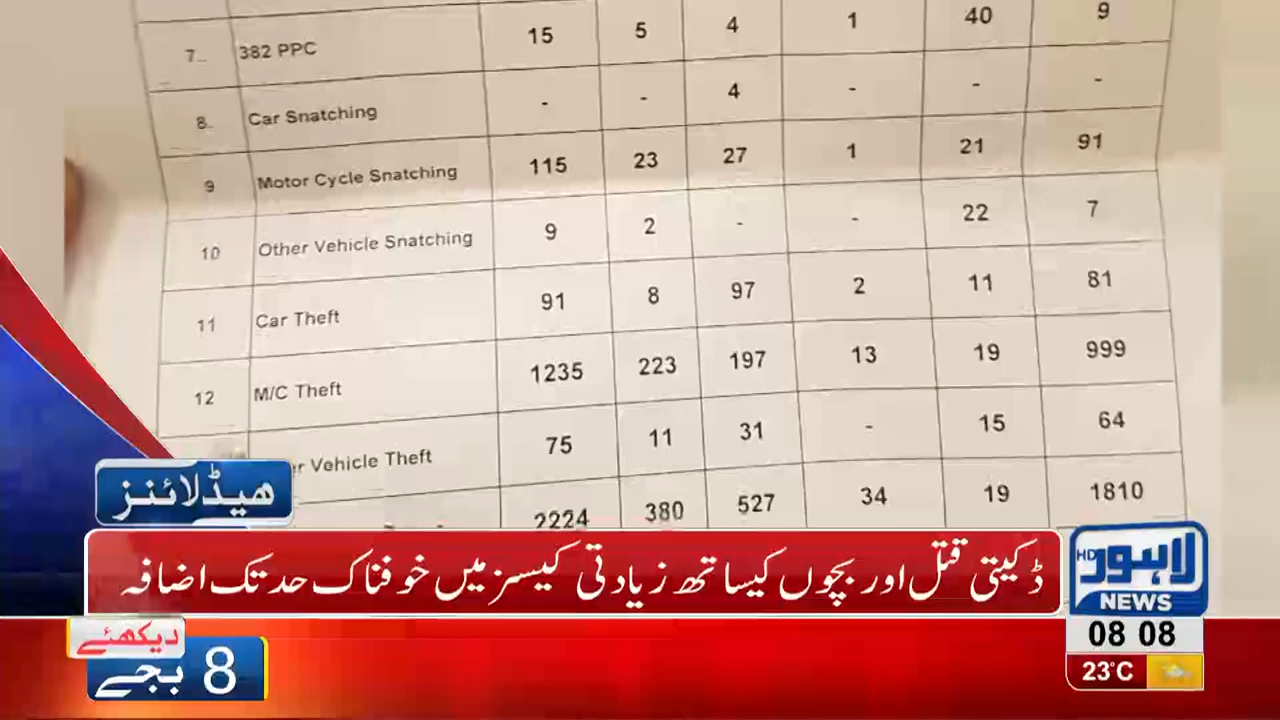 7. 382 PPC 15 5 4 1 40 9
8. Car Snatching - - 4 - - -
9 Motor Cycle Snatching 115 23 27 1 21 91
10 Other Vehicle Snatching 9 2 - - 22 7
11 Car Theft 91 8 97 2 11 81
12 M/C Theft 1235 223 197 13 19 999
r Vehicle Theft 75 11 31 - 15 64
2224 380 527 34 19 1810
ہیڈلائنز
ڈکیتی قتل اور بچوں کیساتھ زیادتی کیسز میں خوفناک حد تک اضافہ
لاہور HD
NEWS
08 08
23°C
دیکھئے
8 بجے